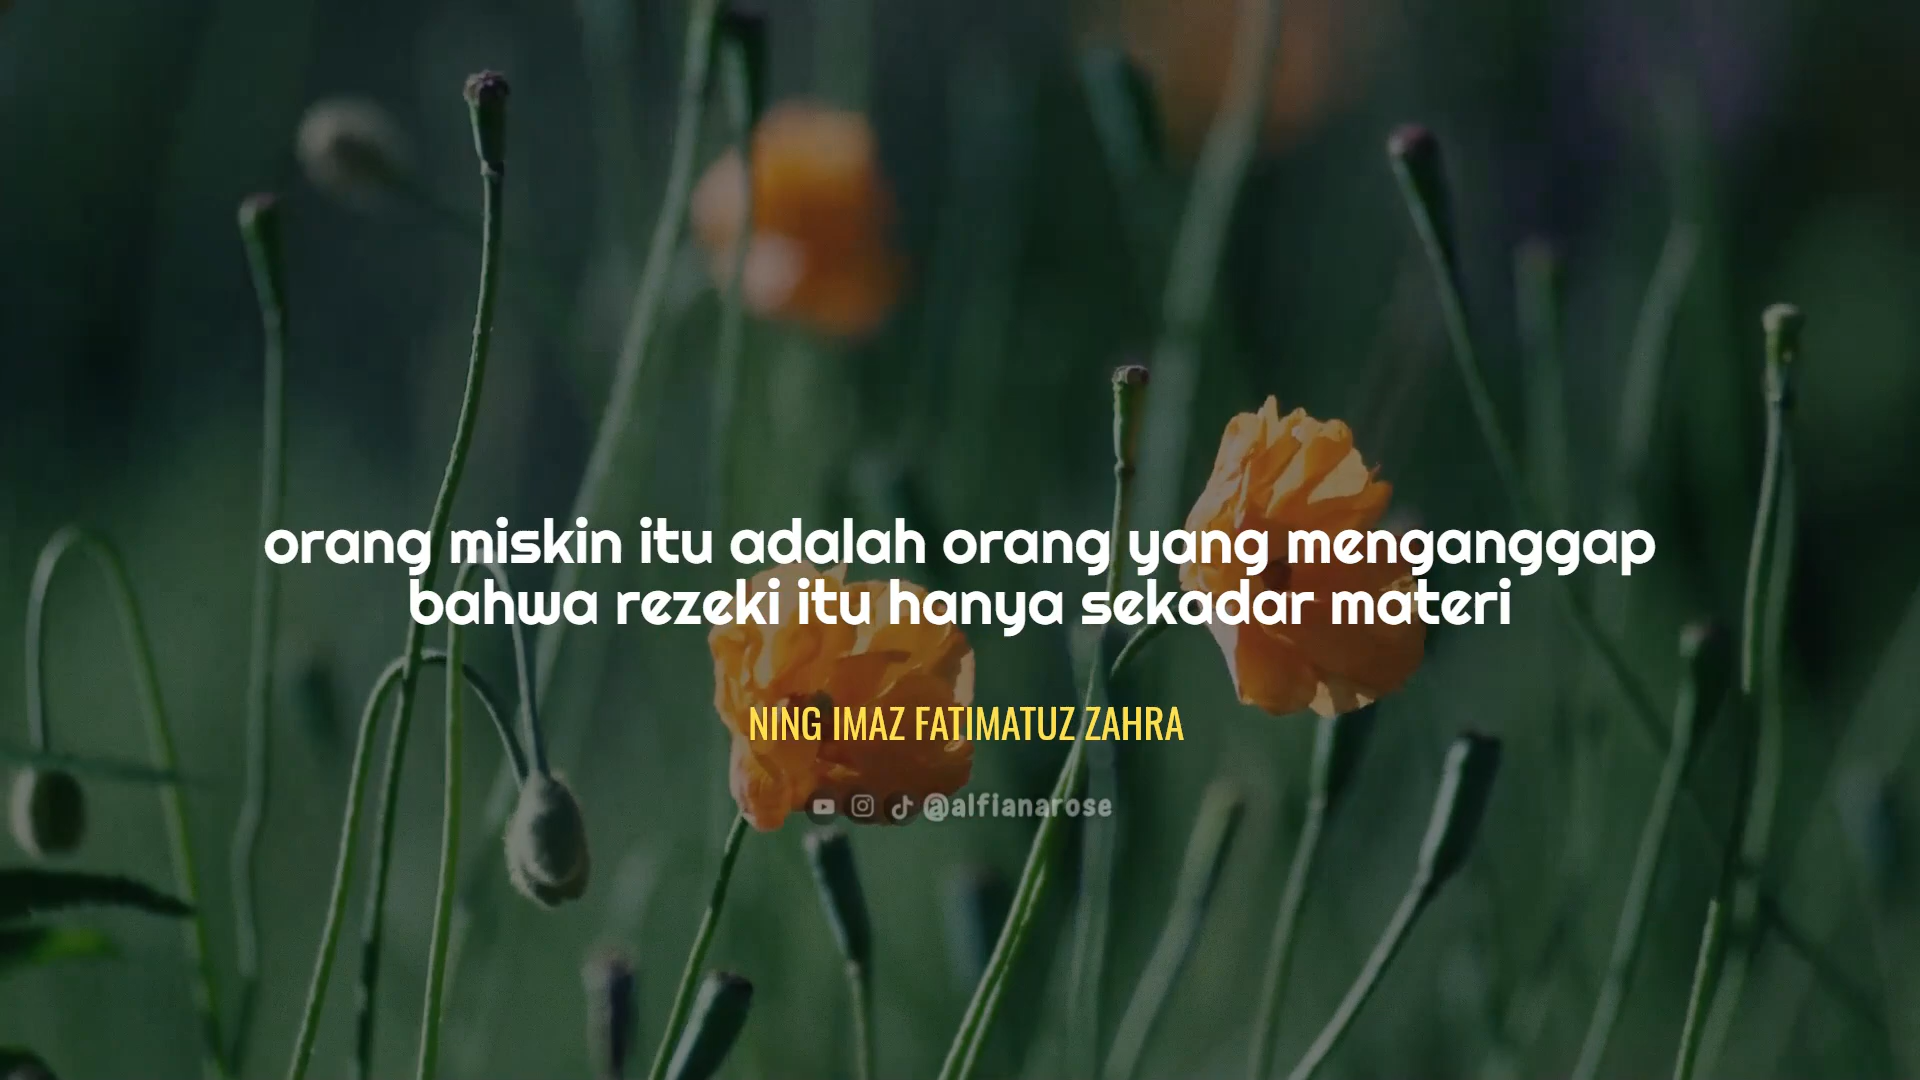 orang miskin itu adalah orang yang menganggap
bahwa rezeki itu hanya sekadar materi
NING IMAZ FATIMATUZ ZAHRA
@alfianarose